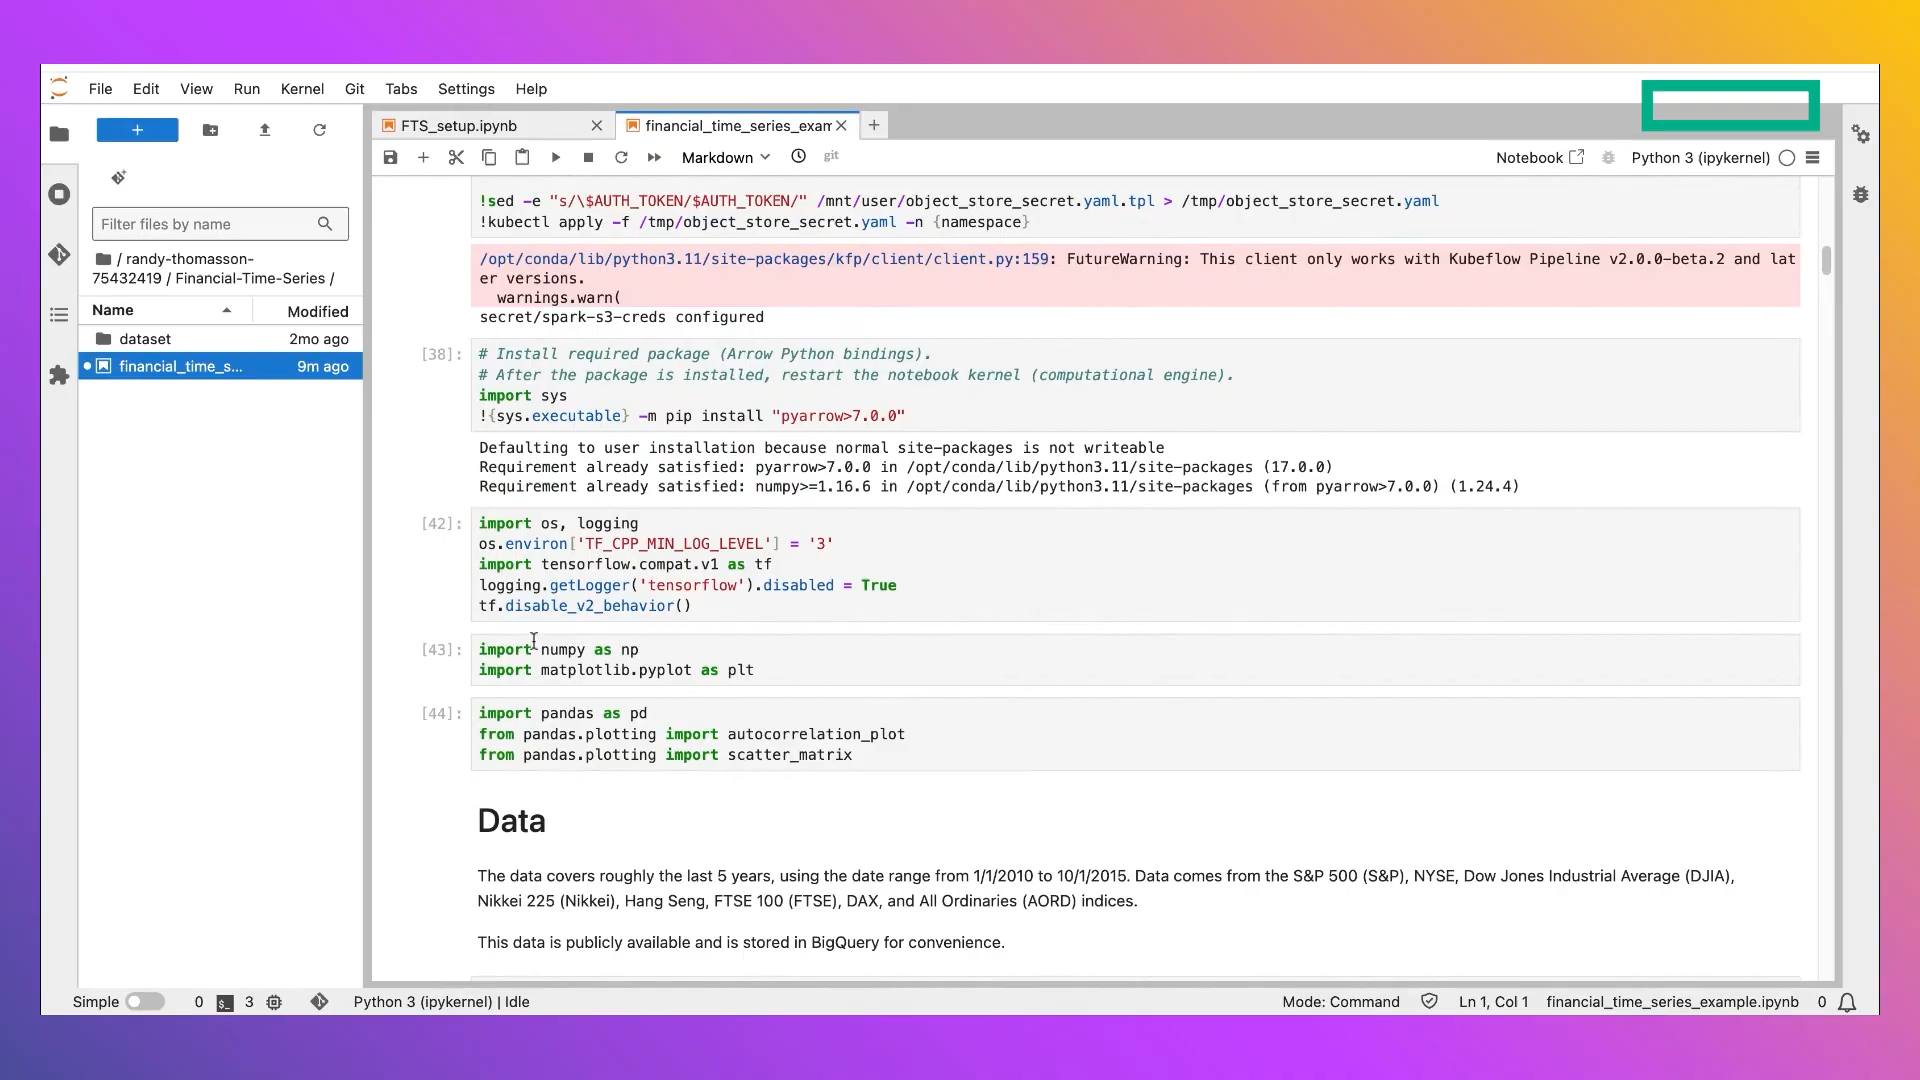 File Edit View Run Kernel Git Tabs Settings Help
FTS_setup.ipynb
financial_time_series_exam
Markdown
git
Notebook
Python 3 (ipykernel)
Filter files by name
/ randy-thomasson-
75432419 / Financial-Time-Series /
Name Modified
dataset 2mo ago
financial_time_s... 9m ago
!sed -e "s/\$AUTH_TOKEN/$AUTH_TOKEN/" /mnt/user/object_store_secret.yaml.tpl > /tmp/object_store_secret.yaml
!kubectl apply -f /tmp/object_store_secret.yaml -n {namespace}
/opt/conda/lib/python3.11/site-packages/kfp/client/client.py:159: FutureWarning: This client only works with Kubeflow Pipeline v2.0.0-beta.2 and lat
er versions.
warnings.warn(
secret/spark-s3-creds configured
[38]: # Install required package (Arrow Python bindings).
# After the package is installed, restart the notebook kernel (computational engine).
import sys
!{sys.executable} -m pip install "pyarrow>7.0.0"
Defaulting to user installation because normal site-packages is not writeable
Requirement already satisfied: pyarrow>7.0.0 in /opt/conda/lib/python3.11/site-packages (17.0.0)
Requirement already satisfied: numpy>=1.16.6 in /opt/conda/lib/python3.11/site-packages (from pyarrow>7.0.0) (1.24.4)
[42]: import os, logging
os.environ['TF_CPP_MIN_LOG_LEVEL'] = '3'
import tensorflow.compat.v1 as tf
logging.getLogger('tensorflow').disabled = True
tf.disable_v2_behavior()
[43]: import numpy as np
import matplotlib.pyplot as plt
[44]: import pandas as pd
from pandas.plotting import autocorrelation_plot
from pandas.plotting import scatter_matrix
Data
The data covers roughly the last 5 years, using the date range from 1/1/2010 to 10/1/2015. Data comes from the S&P 500 (S&P), NYSE, Dow Jones Industrial Average (DJIA),
Nikkei 225 (Nikkei), Hang Seng, FTSE 100 (FTSE), DAX, and All Ordinaries (AORD) indices.
This data is publicly available and is stored in BigQuery for convenience.
Simple 0 $_ 3 Python 3 (ipykernel) | Idle Mode: Command Ln 1, Col 1 financial_time_series_example.ipynb 0